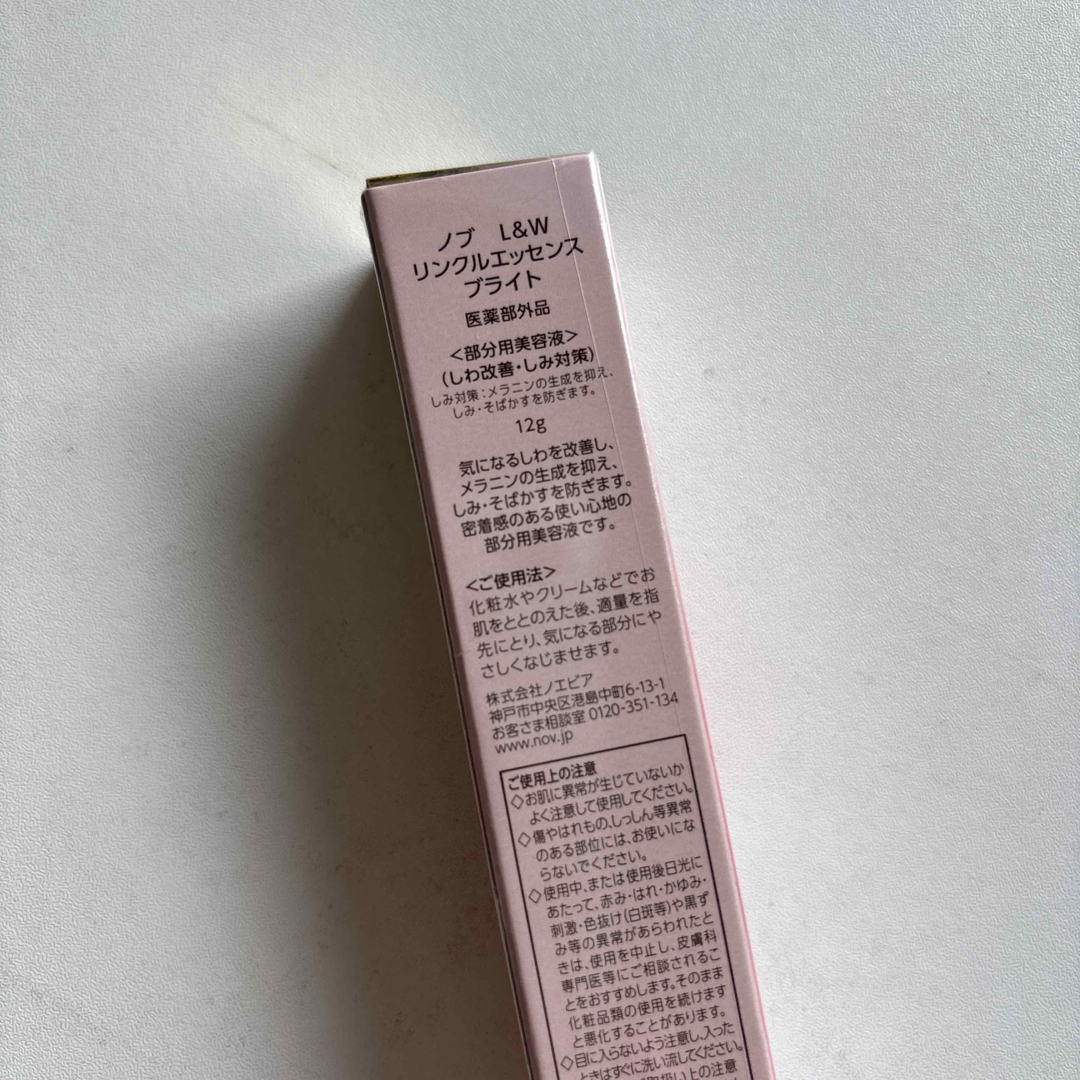 ノブ L&W
リンクルエッセンス
ブライト
医薬部外品
<部分用美容液>
(しわ改善・しみ対策)
しみ対策:メラニンの生成を抑え、
しみ・そばかすを防ぎます。
12g
気になるしわを改善し、
メラニンの生成を抑え、
しみ・そばかすを防ぎます。
密着感のある使い心地の
部分用美容液です。
<ご使用法>
化粧水やクリームなどでお
肌をととのえた後、適量を指
先にとり、気になる部分にや
さしくなじませます。
株式会社ノエビア
神戸市中央区港島中町6-13-1
お客さま相談室 0120-351-134
www.nov.jp
ご使用上の注意
◇お肌に異常が生じていないか
よく注意して使用してください。
◇傷やはれもの、しっしん等異常
のある部位には、お使いにな
らないでください。
◇使用中、または使用後日光に
あたって、赤み・はれ・かゆみ・
刺激・色抜け(白斑等)や黒ず
み等の異常があらわれたと
きは、使用を中止し、皮膚科
専門医等にご相談されるこ
とをおすすめします。そのまま
化粧品類の使用を続けます
と悪化することがあります。
◇目に入らないよう注意し、入った
ときはすぐに洗い流してください。
取扱い上の注意